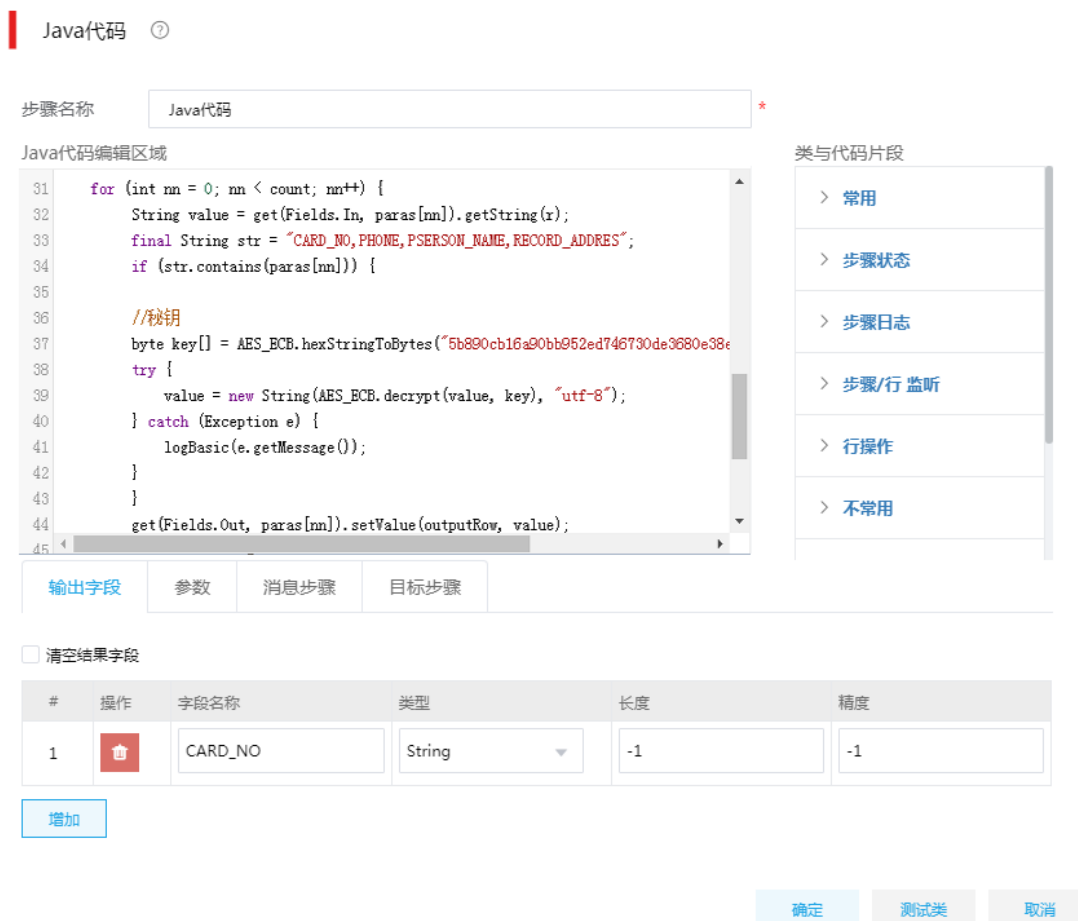 Java代码
步骤名称
Java代码
*
Java代码编辑区域
类与代码片段
31 for (int nn = 0; nn < count; nn++) {
32 String value = get(Fields.In, paras[nn]).getString(r);
33 final String str = "CARD_NO,PHONE,PSERSON_NAME,RECORD_ADDRES";
34 if (str.contains(paras[nn])) {
35
36 //秘钥
37 byte key[] = AES_ECB.hexStringToBytes("5b890cb16a90bb952ed746730de3680e38e
38 try {
39 value = new String(AES_ECB.decrypt(value, key), "utf-8");
40 } catch (Exception e) {
41 logBasic(e.getMessage());
42 }
43 }
44 get(Fields.Out, paras[nn]).setValue(outputRow, value);
45
常用
步骤状态
步骤日志
步骤/行 监听
行操作
不常用
输出字段 参数 消息步骤 目标步骤
清空结果字段
# 操作 字段名称 类型 长度 精度
1 CARD_NO String -1 -1
增加
确定 测试类 取消